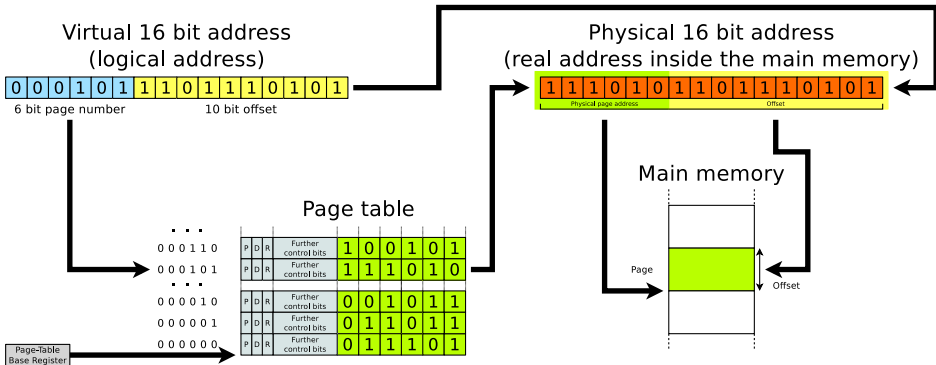 Virtual 16 bit address
(logical address)
0 0 0 1 0 1 1 1 0 1 1 1 0 1 0 1
6 bit page number
10 bit offset
Physical 16 bit address
(real address inside the main memory)
1 1 1 0 1 0 1 1 0 1 1 1 0 1 0 1
Physical page address
Offset
Main memory
Page
Offset
Page table
. . .
0 0 0 1 1 0 P D R Further control bits 1 0 0 1 0 1
0 0 0 1 0 1 P D R Further control bits 1 1 1 0 1 0
. . .
0 0 0 0 1 0 P D R Further control bits 0 0 1 0 1 1
0 0 0 0 0 1 P D R Further control bits 0 1 1 0 1 1
0 0 0 0 0 0 P D R Further control bits 0 1 1 1 0 1
Page-Table
Base Register